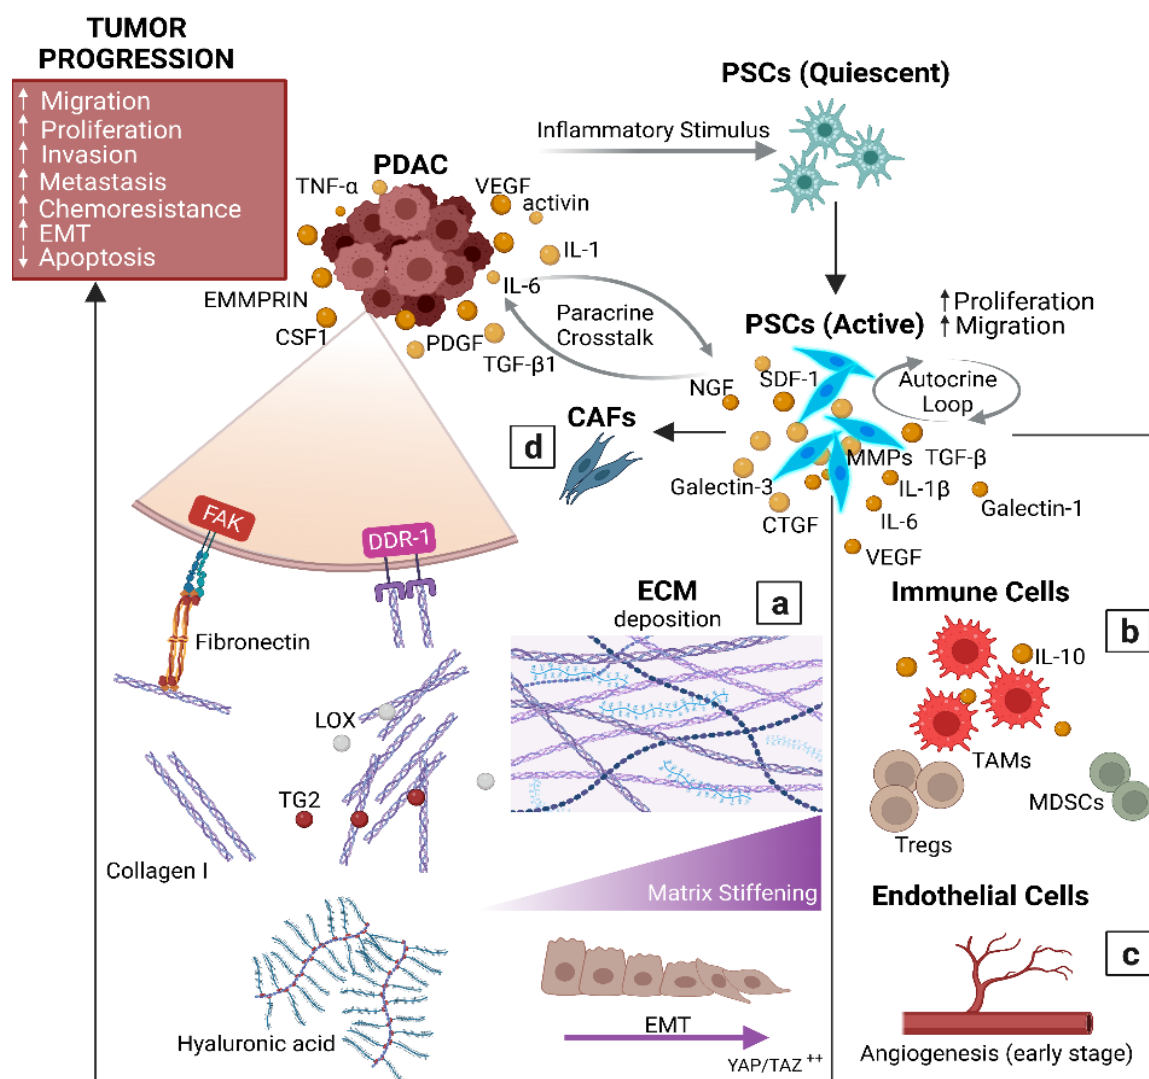 TUMOR
PROGRESSION
↑ Migration
↑ Proliferation
↑ Invasion
↑ Metastasis
↑ Chemoresistance
↑ EMT
↓ Apoptosis
PSCs (Quiescent)
Inflammatory Stimulus
PDAC
TNF-α
VEGF
activin
IL-1
IL-6
EMMPRIN
CSF1
PDGF
TGF-β1
Paracrine
Crosstalk
PSCs (Active)
↑Proliferation
↑Migration
NGF
SDF-1
Autocrine
Loop
d
CAFs
MMPs
TGF-β
Galectin-3
IL-1β
Galectin-1
CTGF
IL-6
VEGF
FAK
DDR-1
Fibronectin
LOX
TG2
Collagen I
Hyaluronic acid
ECM
deposition
a
Matrix Stiffening
EMT
YAP/TAZ ++
Immune Cells
b
IL-10
TAMs
MDSCs
Tregs
Endothelial Cells
c
Angiogenesis (early stage)